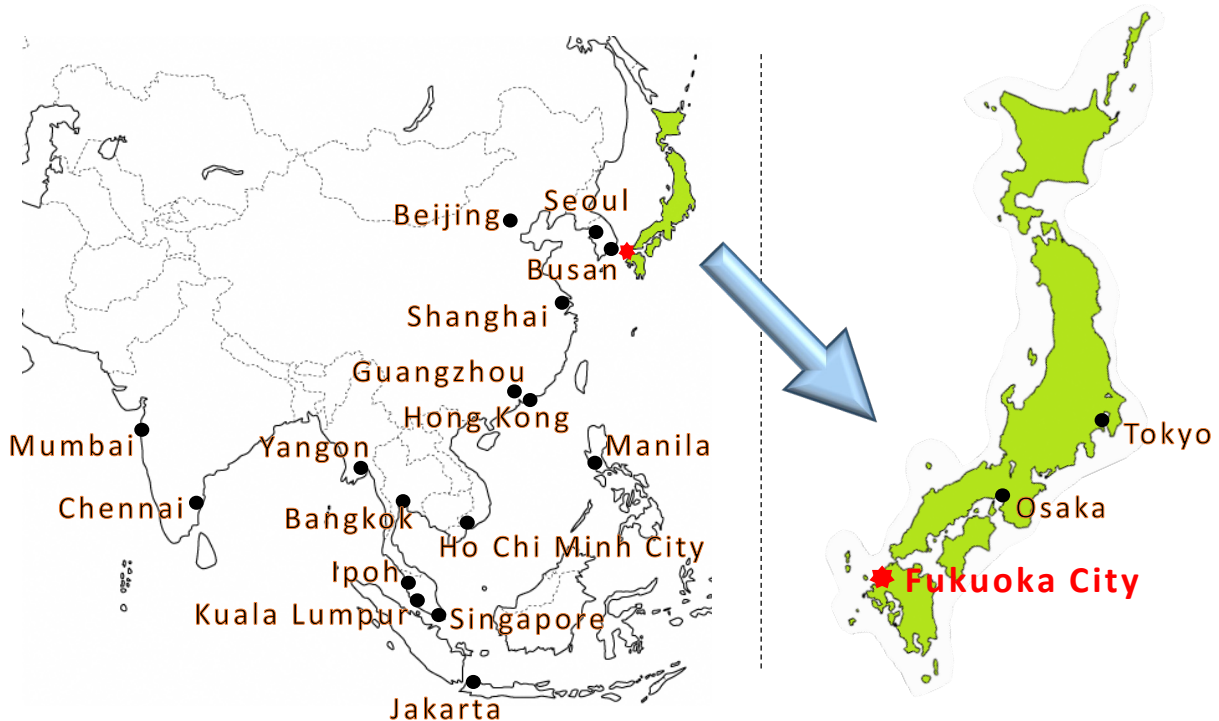 Seoul
Beijing
Busan
Shanghai
Guangzhou
Hong Kong
Mumbai
Yangon
Manila
Chennai
Bangkok
Ho Chi Minh City
Ipoh
Kuala Lumpur
Singapore
Jakarta
Tokyo
Osaka
Fukuoka City